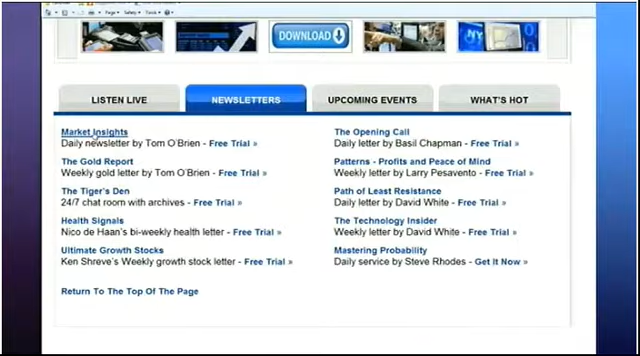 Page
Safety
Tools
DOWNLOAD
NY
LISTEN LIVE
NEWSLETTERS
UPCOMING EVENTS
WHAT'S HOT
Market Insights
Daily newsletter by Tom O'Brien - Free Trial »
The Gold Report
Weekly gold letter by Tom O'Brien - Free Trial »
The Tiger's Den
24/7 chat room with archives - Free Trial »
Health Signals
Nico de Haan's bi-weekly health letter - Free Trial »
Ultimate Growth Stocks
Ken Shreve's Weekly growth stock letter - Free Trial »
Return To The Top Of The Page
The Opening Call
Daily letter by Basil Chapman - Free Trial »
Patterns - Profits and Peace of Mind
Weekly letter by Larry Pesavento - Free Trial »
Path of Least Resistance
Daily letter by David White - Free Trial »
The Technology Insider
Weekly letter by David White - Free Trial »
Mastering Probability
Daily service by Steve Rhodes - Get It Now »